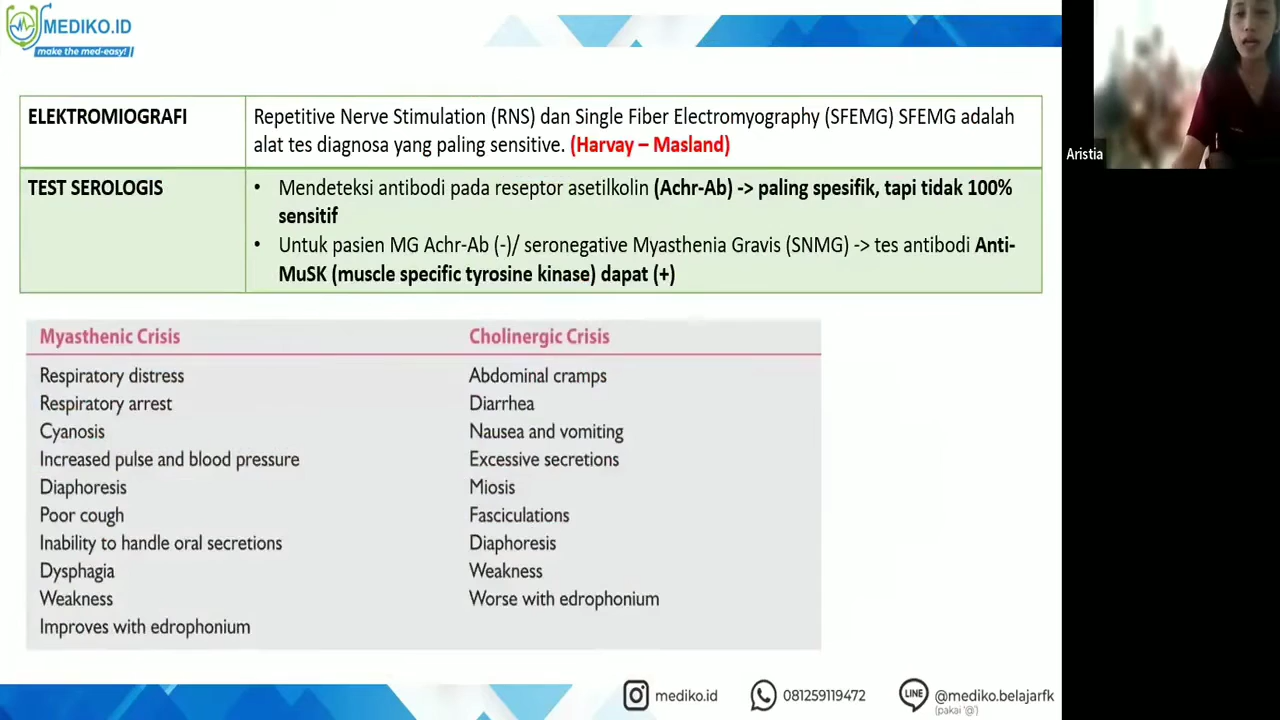 MEDIKO.ID
make the med-easy!
ELEKTROMIOGRAFI
Repetitive Nerve Stimulation (RNS) dan Single Fiber Electromyography (SFEMG) SFEMG adalah
alat tes diagnosa yang paling sensitive. (Harvay – Masland)
TEST SEROLOGIS
• Mendeteksi antibodi pada reseptor asetilkolin (Achr-Ab) -> paling spesifik, tapi tidak 100%
sensitif
• Untuk pasien MG Achr-Ab (-)/ seronegative Myasthenia Gravis (SNMG) -> tes antibodi Anti-
MuSK (muscle specific tyrosine kinase) dapat (+)
Myasthenic Crisis
Respiratory distress
Respiratory arrest
Cyanosis
Increased pulse and blood pressure
Diaphoresis
Poor cough
Inability to handle oral secretions
Dysphagia
Weakness
Improves with edrophonium
Cholinergic Crisis
Abdominal cramps
Diarrhea
Nausea and vomiting
Excessive secretions
Miosis
Fasciculations
Diaphoresis
Weakness
Worse with edrophonium
Aristia
mediko.id
081259119472
LINE
@mediko.belajarfk
(pakai '@')